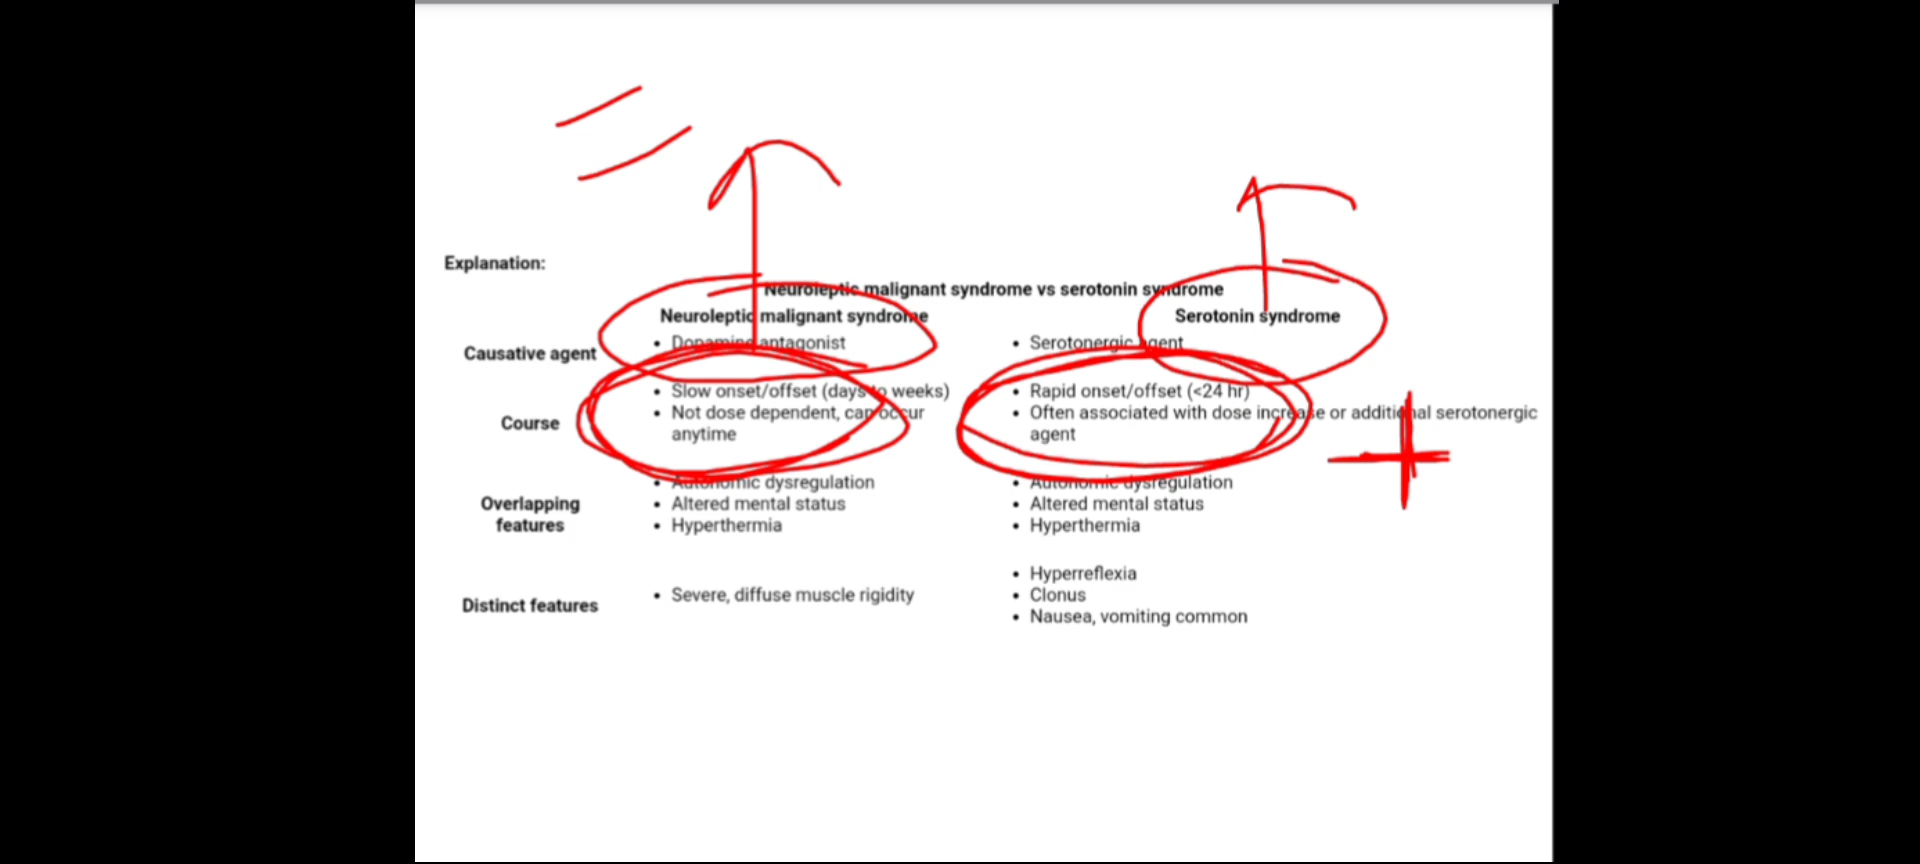 Explanation:
Neuroleptic malignant syndrome vs serotonin syndrome
Neuroleptic malignant syndrome
Serotonin syndrome
Causative agent
• Dopamine antagonist
• Serotonergic agent
Course
• Slow onset/offset (days to weeks)
• Not dose dependent, can occur
anytime
• Rapid onset/offset (<24 hr)
• Often associated with dose increase or additional serotonergic
agent
Overlapping
features
• Autonomic dysregulation
• Altered mental status
• Hyperthermia
• Autonomic dysregulation
• Altered mental status
• Hyperthermia
Distinct features
• Severe, diffuse muscle rigidity
• Hyperreflexia
• Clonus
• Nausea, vomiting common